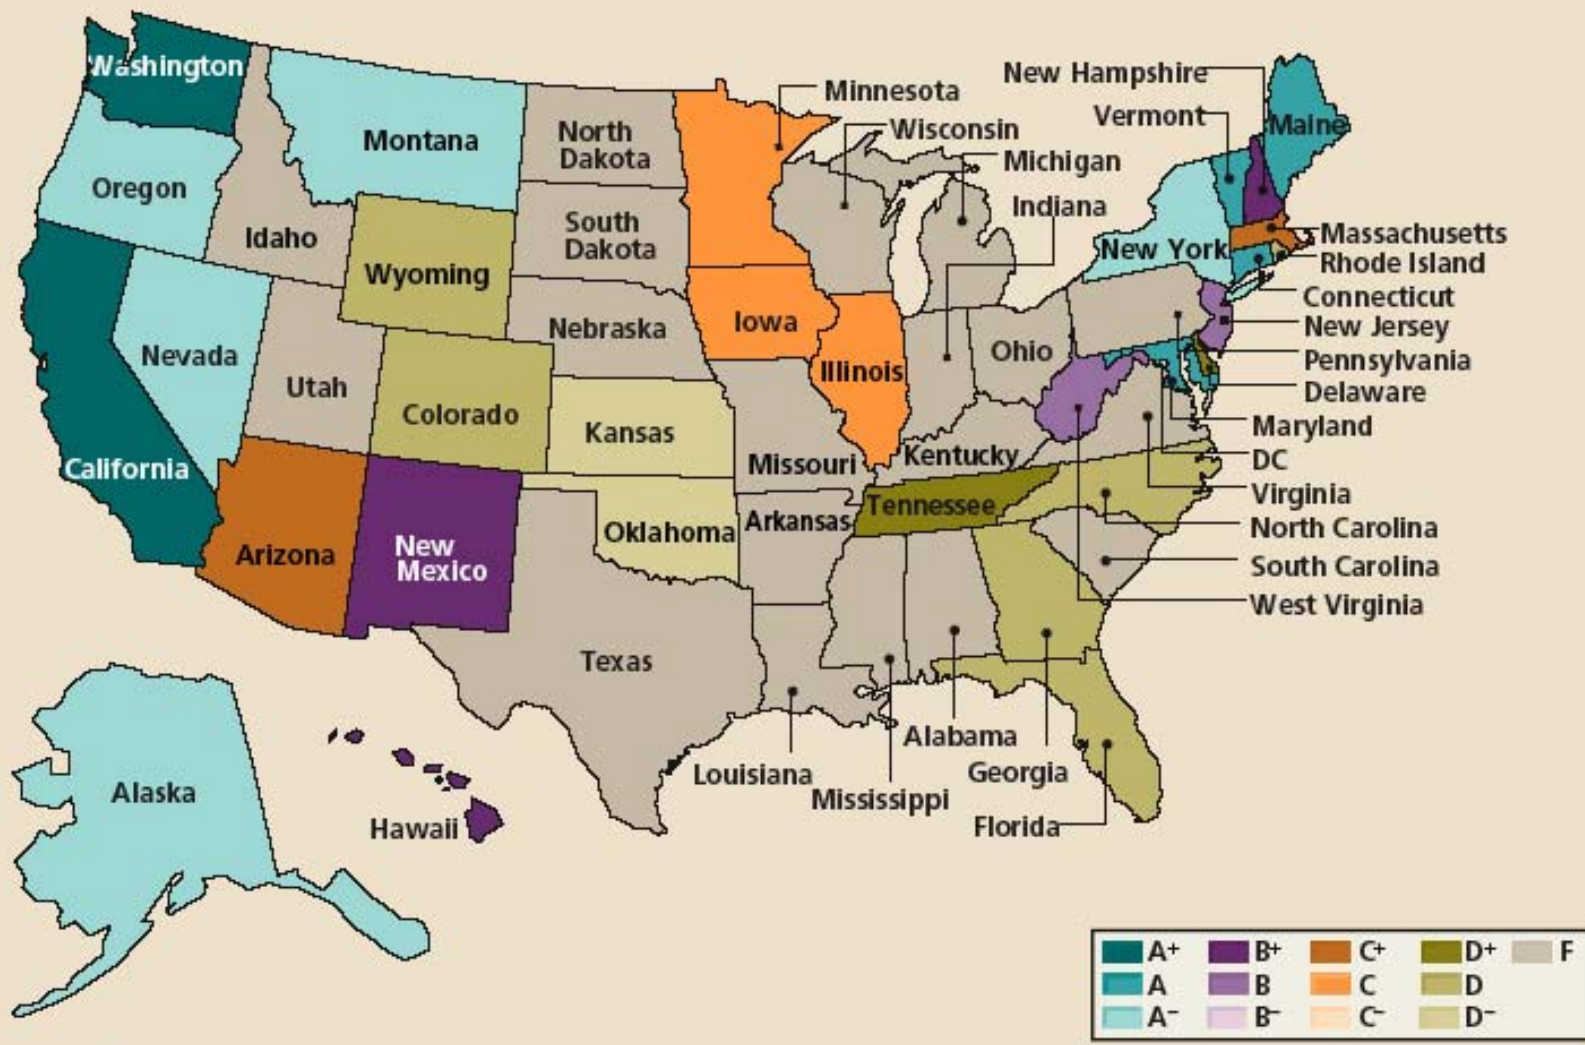 Washington
Montana
North
Dakota
Minnesota
Wisconsin
Michigan
Indiana
New Hampshire
Vermont
Maine
Oregon
Idaho
Wyoming
South
Dakota
New York
Massachusetts
Rhode Island
Connecticut
New Jersey
Pennsylvania
Delaware
Maryland
DC
Virginia
North Carolina
South Carolina
West Virginia
Nevada
Utah
Colorado
Nebraska
Iowa
Illinois
Ohio
California
Kansas
Missouri
Kentucky
Arizona
New
Mexico
Oklahoma
Arkansas
Tennessee
Texas
Louisiana
Mississippi
Alabama
Georgia
Florida
Alaska
Hawaii
A+ B+ C+ D+ F
A B C D
A- B- C- D-